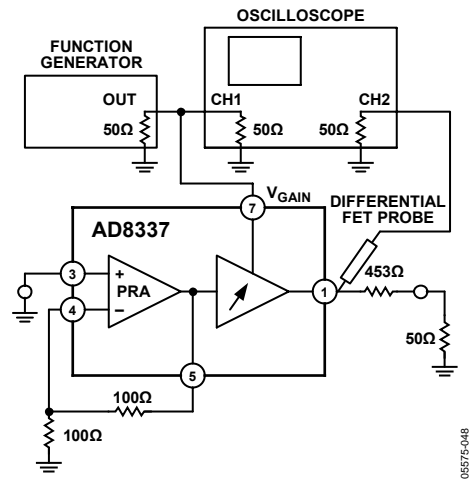 OSCILLOSCOPE
FUNCTION
GENERATOR
OUT
CH1
CH2
50Ω
50Ω
50Ω
VGAIN
DIFFERENTIAL
FET PROBE
AD8337
7
453Ω
3
+
PRA
1
4
−
50Ω
5
100Ω
100Ω
05575-048